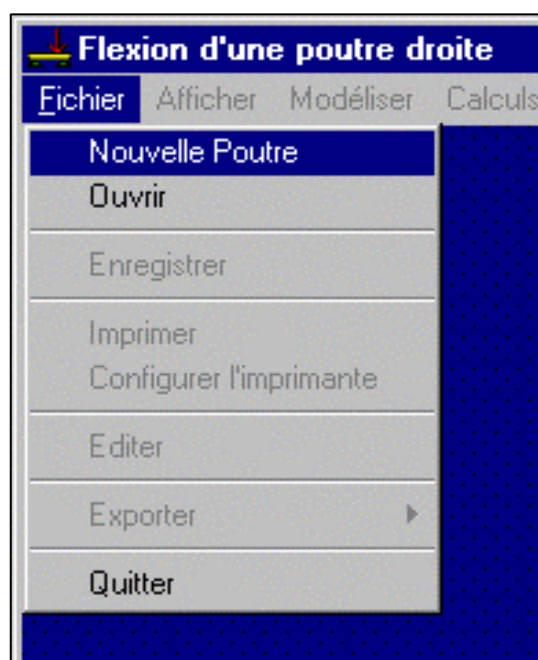 Flexion d'une poutre droite
Fichier Afficher Modéliser Calculs
Nouvelle Poutre
Ouvrir
Enregistrer
Imprimer
Configurer l'imprimante
Editer
Exporter
Quitter